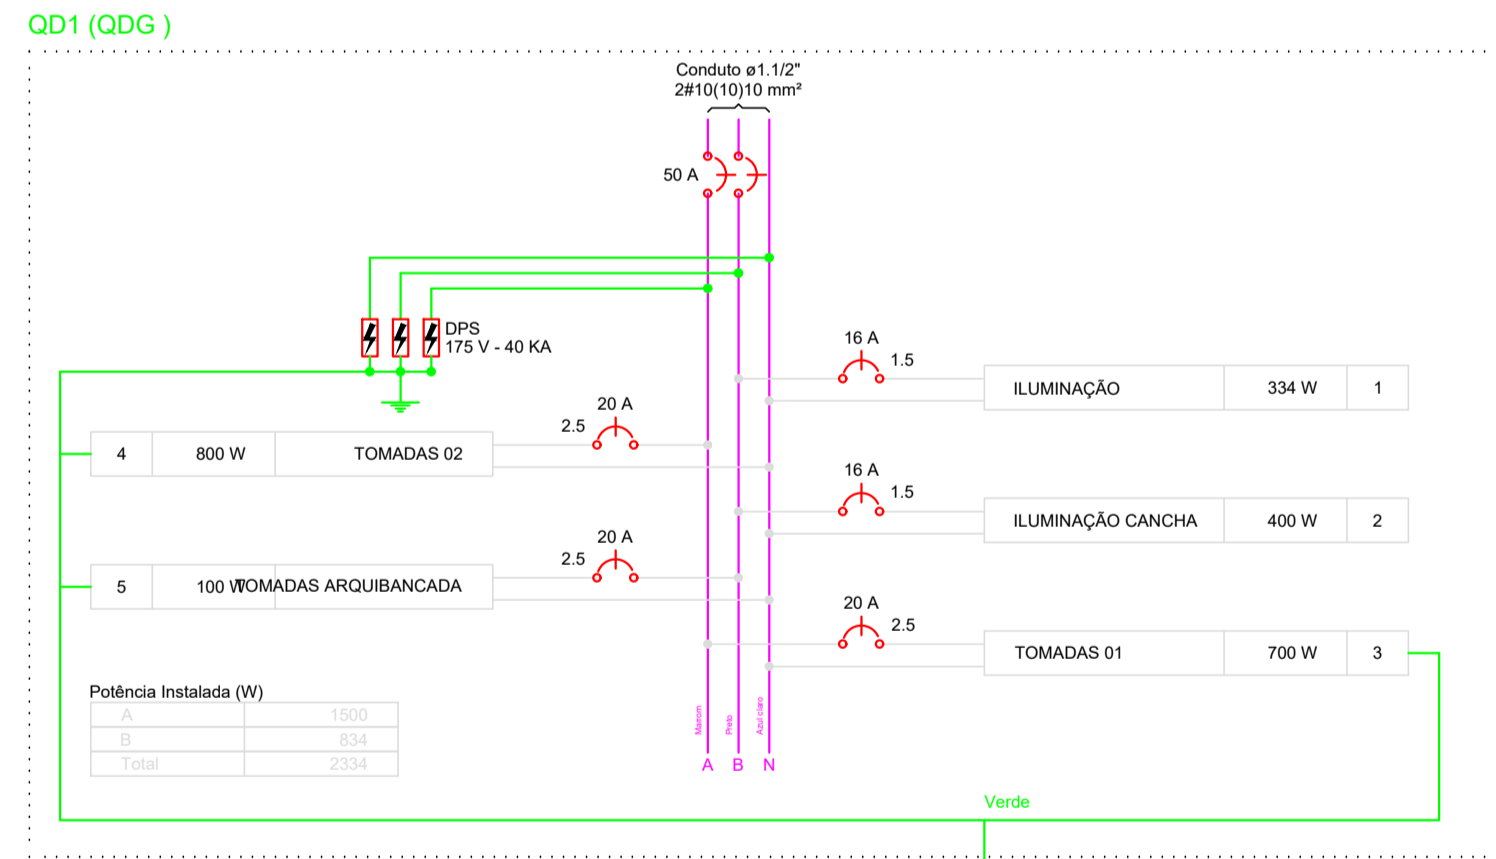 QD1 (QDG )
Conduto ø1.1/2"
2#10(10)10 mm²
50 A
DPS
175 V - 40 KA
16 A
1.5
ILUMINAÇÃO 334 W 1
20 A
2.5
4 800 W TOMADAS 02
16 A
1.5
ILUMINAÇÃO CANCHA 400 W 2
20 A
2.5
5 100 W TOMADAS ARQUIBANCADA
20 A
2.5
TOMADAS 01 700 W 3
Potência Instalada (W)
A 1500
B 834
Total 2334
Marrom
Preto
Azul claro
A B N
Verde